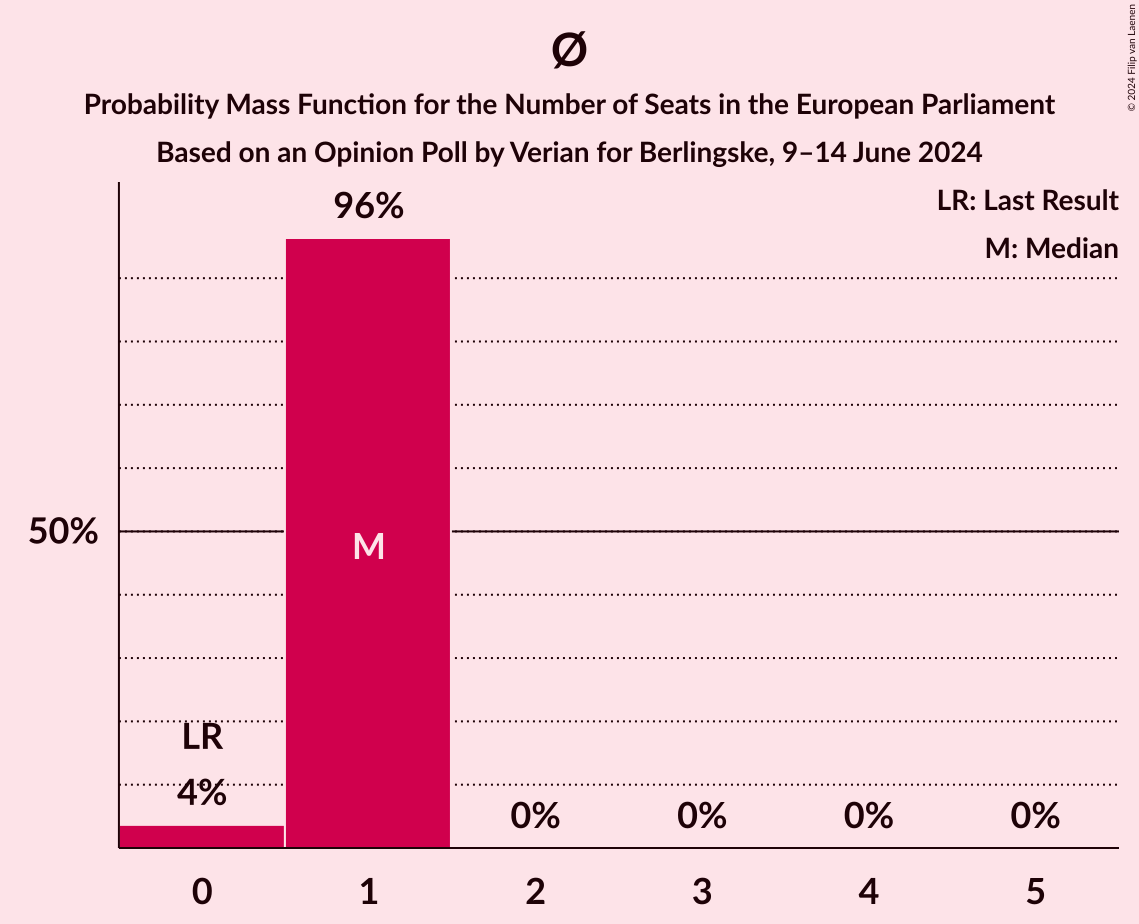 Ø
Probability Mass Function for the Number of Seats in the European Parliament
Based on an Opinion Poll by Verian for Berlingske, 9–14 June 2024
© 2024 Filip van Laenen
LR: Last Result
M: Median
96%
50%
M
LR
4%
0% 0% 0% 0%
0 1 2 3 4 5